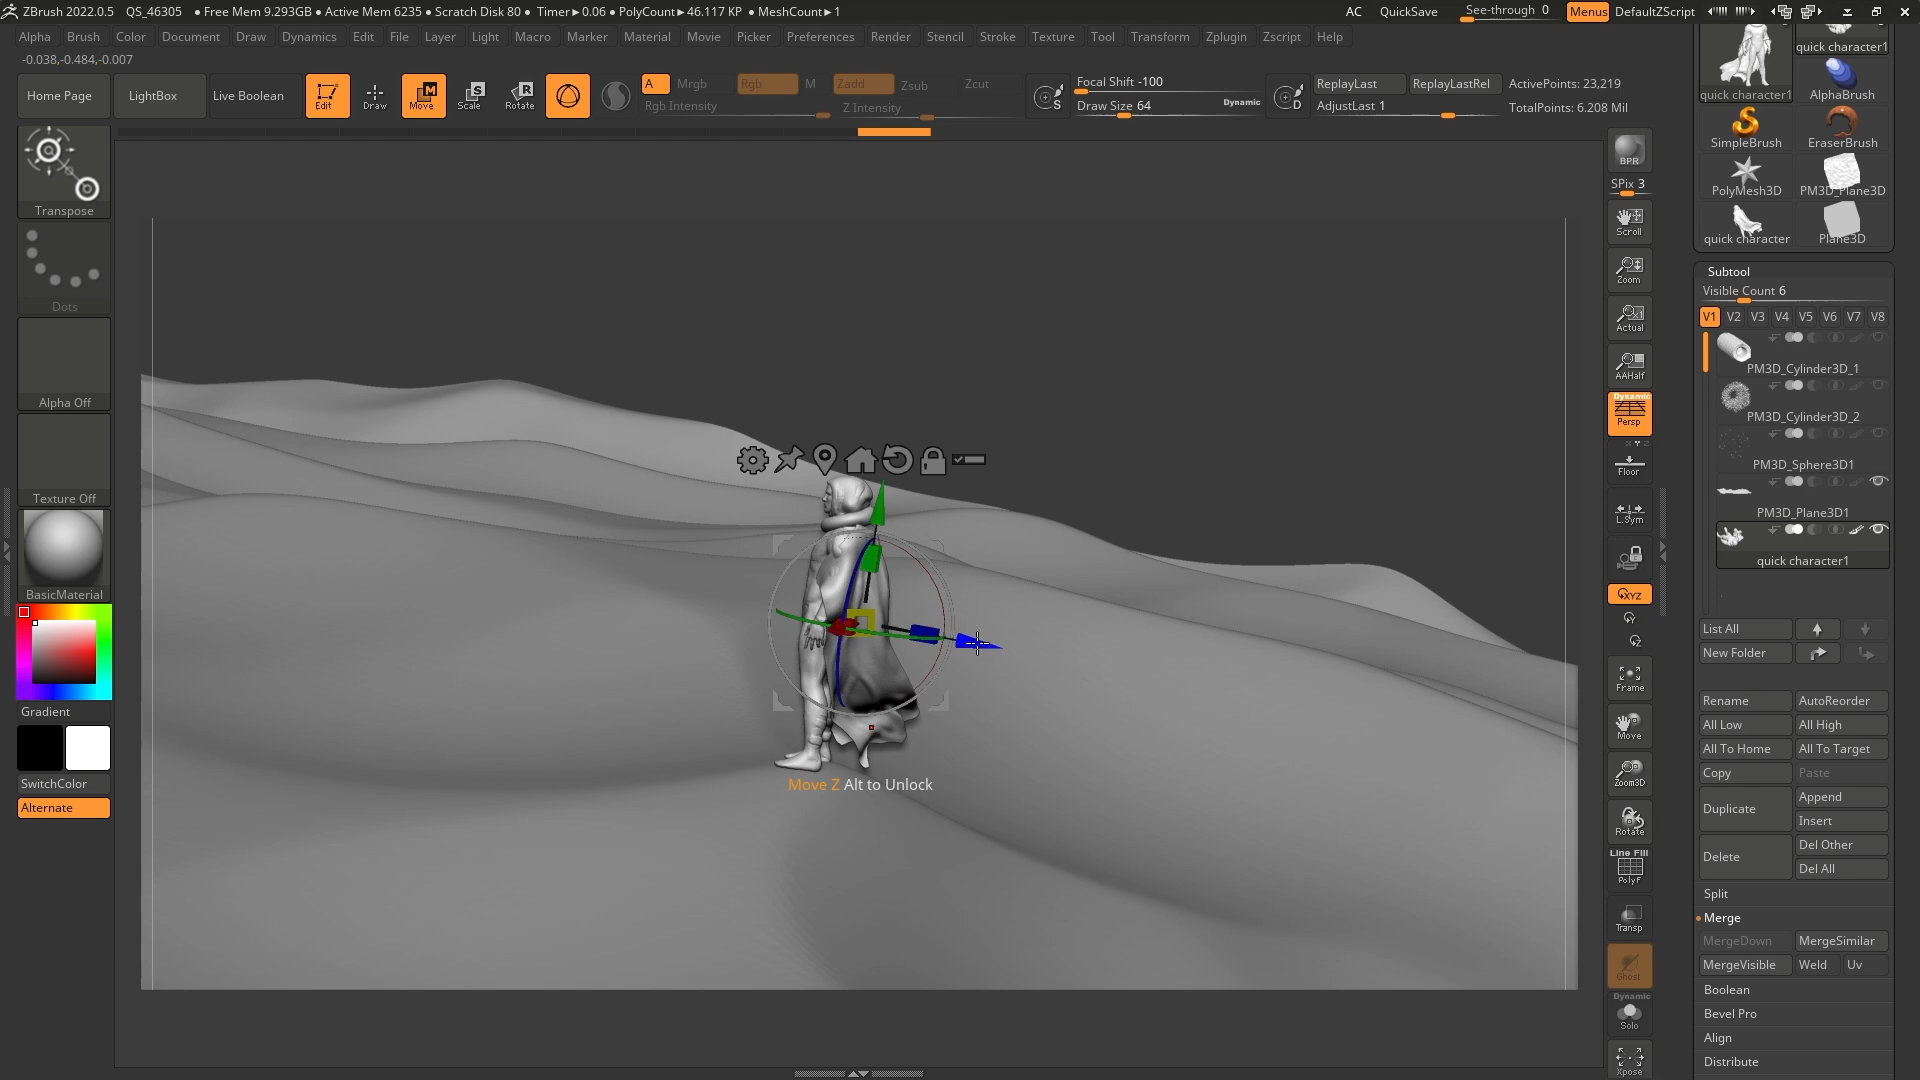 ZBrush 2022.0.5 QS_46305 • Free Mem 9.293GB • Active Mem 6235 • Scratch Disk 80 • Timer▸0.06 • PolyCount▸46.117 KP • MeshCount▸1 AC QuickSave See-through 0 Menus DefaultZScript
Alpha Brush Color Document Draw Dynamics Edit File Layer Light Macro Marker Material Movie Picker Preferences Render Stencil Stroke Texture Tool Transform Zplugin Zscript Help
-0.038,-0.484,-0.007
Home Page LightBox Live Boolean Edit Draw Move Scale Rotate
A Mrgb Rgb M Zadd Zsub Zcut
Rgb Intensity Z Intensity
S Focal Shift -100
Draw Size 64 Dynamic
D ReplayLast ReplayLastRel
AdjustLast 1
ActivePoints: 23,219
TotalPoints: 6.208 Mil
Transpose
Dots
Alpha Off
Texture Off
BasicMaterial
Gradient
SwitchColor
Alternate
Move Z Alt to Unlock
BPR
SPix 3
Scroll
Zoom
Actual
AAHalf
Dynamic
Persp
Floor
L.Sym
XYZ
Frame
Move
Zoom3D
Rotate
Line Fill
PolyF
Transp
Ghost
Dynamic
Solo
Xpose
quick character1
quick character1
AlphaBrush
SimpleBrush EraserBrush
PolyMesh3D PM3D_Plane3D
quick character Plane3D
Subtool
Visible Count 6
V1 V2 V3 V4 V5 V6 V7 V8
PM3D_Cylinder3D_1
PM3D_Cylinder3D_2
PM3D_Sphere3D1
PM3D_Plane3D1
quick character1
List All
New Folder
Rename AutoReorder
All Low All High
All To Home All To Target
Copy Paste
Duplicate Append
Insert
Delete Del Other
Del All
Split
Merge
MergeDown MergeSimilar
MergeVisible Weld Uv
Boolean
Bevel Pro
Align
Distribute